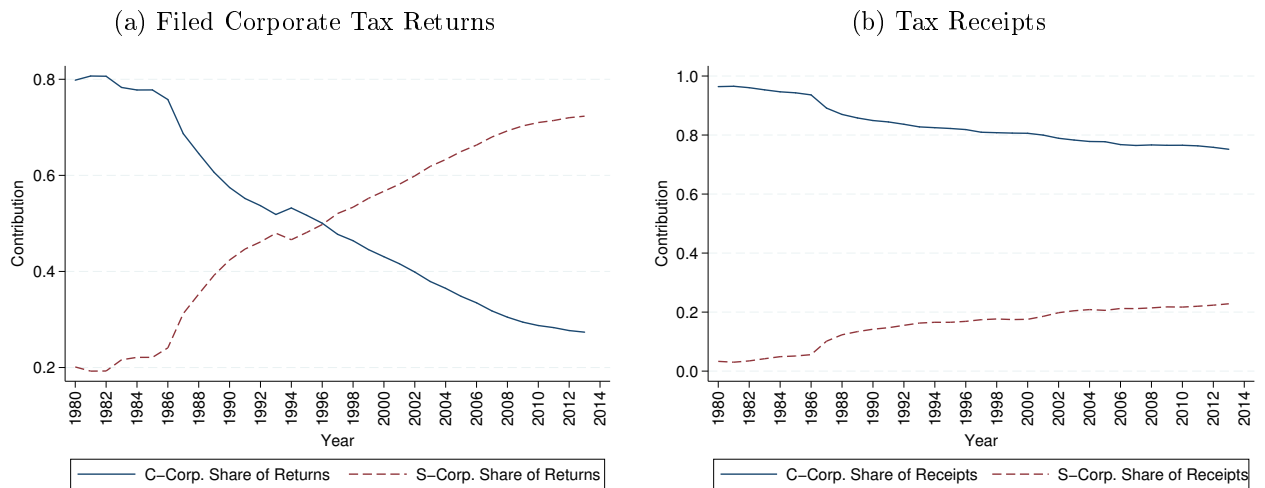 (a) Filed Corporate Tax Returns
Contribution
0.8
0.6
0.4
0.2
1980 1982 1984 1986 1988 1990 1992 1994 1996 1998 2000 2002 2004 2006 2008 2010 2012 2014
Year
C−Corp. Share of Returns S−Corp. Share of Returns
(b) Tax Receipts
Contribution
1.0
0.8
0.6
0.4
0.2
0.0
1980 1982 1984 1986 1988 1990 1992 1994 1996 1998 2000 2002 2004 2006 2008 2010 2012 2014
Year
C−Corp. Share of Receipts S−Corp. Share of Receipts